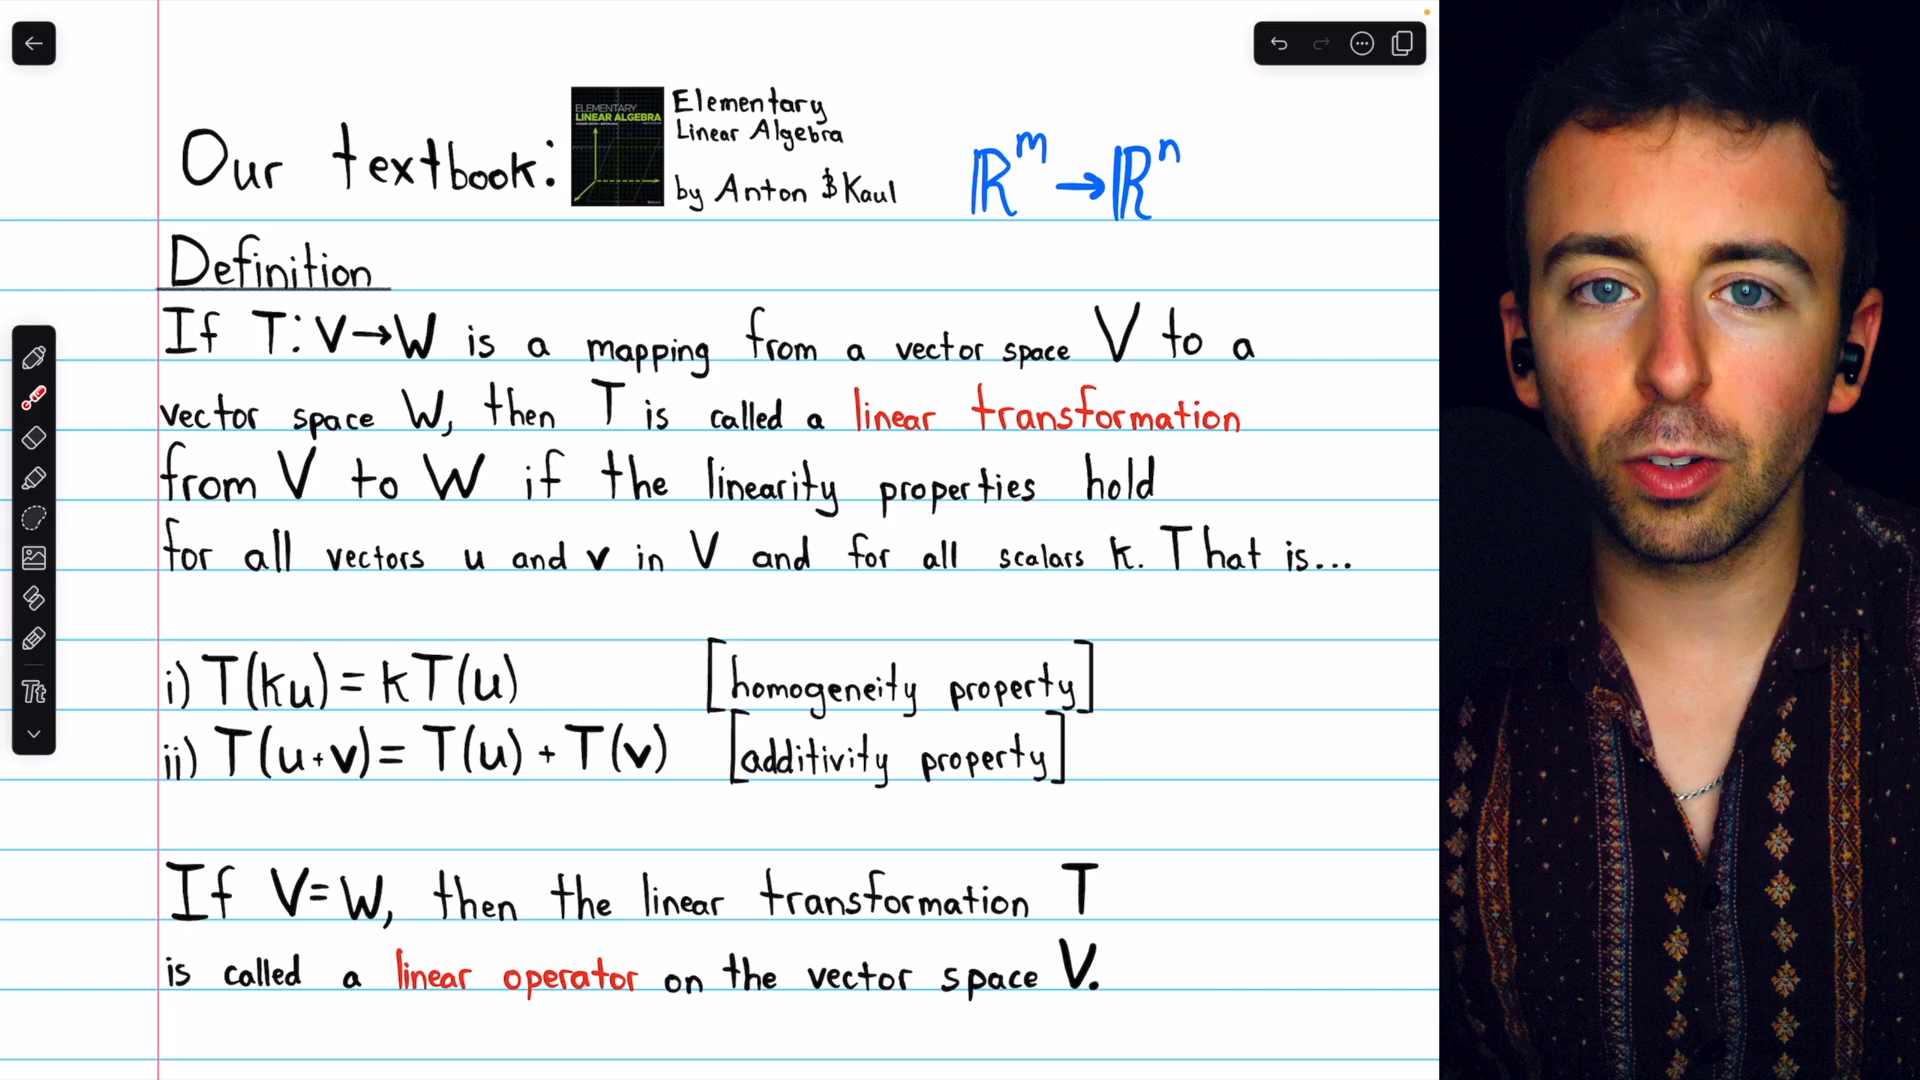 Our textbook:
ELEMENTARY
LINEAR ALGEBRA
Elementary
Linear Algebra
by Anton & Kaul
ℝᵐ → ℝⁿ
Definition
If T: V→W is a mapping from a vector space V to a
vector space W, then T is called a linear transformation
from V to W if the linearity properties hold
for all vectors u and v in V and for all scalars k. That is...
i) T(ku) = kT(u) [homogeneity property]
ii) T(u+v) = T(u) + T(v) [additivity property]
If V=W, then the linear transformation T
is called a linear operator on the vector space V.
Tt